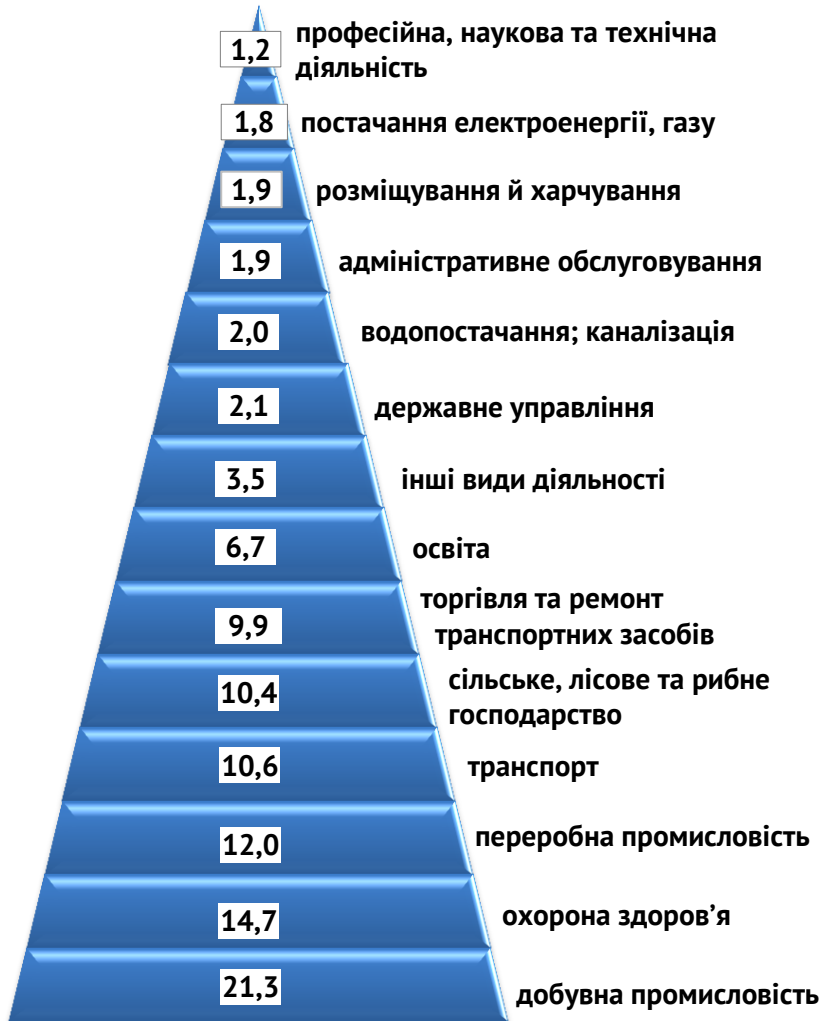 1,2 професійна, наукова та технічна
діяльність
1,8 постачання електроенергії, газу
1,9 розміщування й харчування
1,9 адміністративне обслуговування
2,0 водопостачання; каналізація
2,1 державне управління
3,5 інші види діяльності
6,7 освіта
9,9 торгівля та ремонт
транспортних засобів
10,4 сільське, лісове та рибне
господарство
10,6 транспорт
12,0 переробна промисловість
14,7 охорона здоров’я
21,3 добувна промисловість